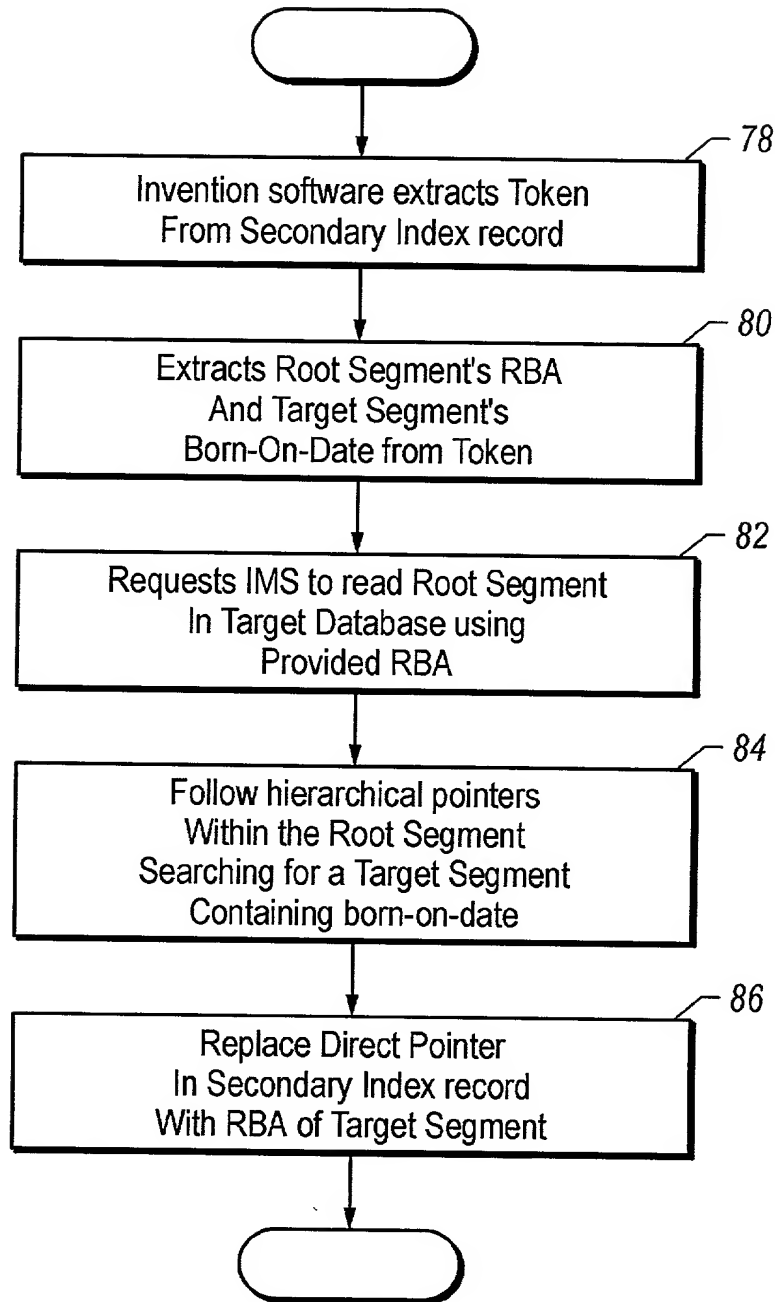 78
Invention software extracts Token
From Secondary Index record
80
Extracts Root Segment's RBA
And Target Segment's
Born-On-Date from Token
82
Requests IMS to read Root Segment
In Target Database using
Provided RBA
84
Follow hierarchical pointers
Within the Root Segment
Searching for a Target Segment
Containing born-on-date
86
Replace Direct Pointer
In Secondary Index record
With RBA of Target Segment